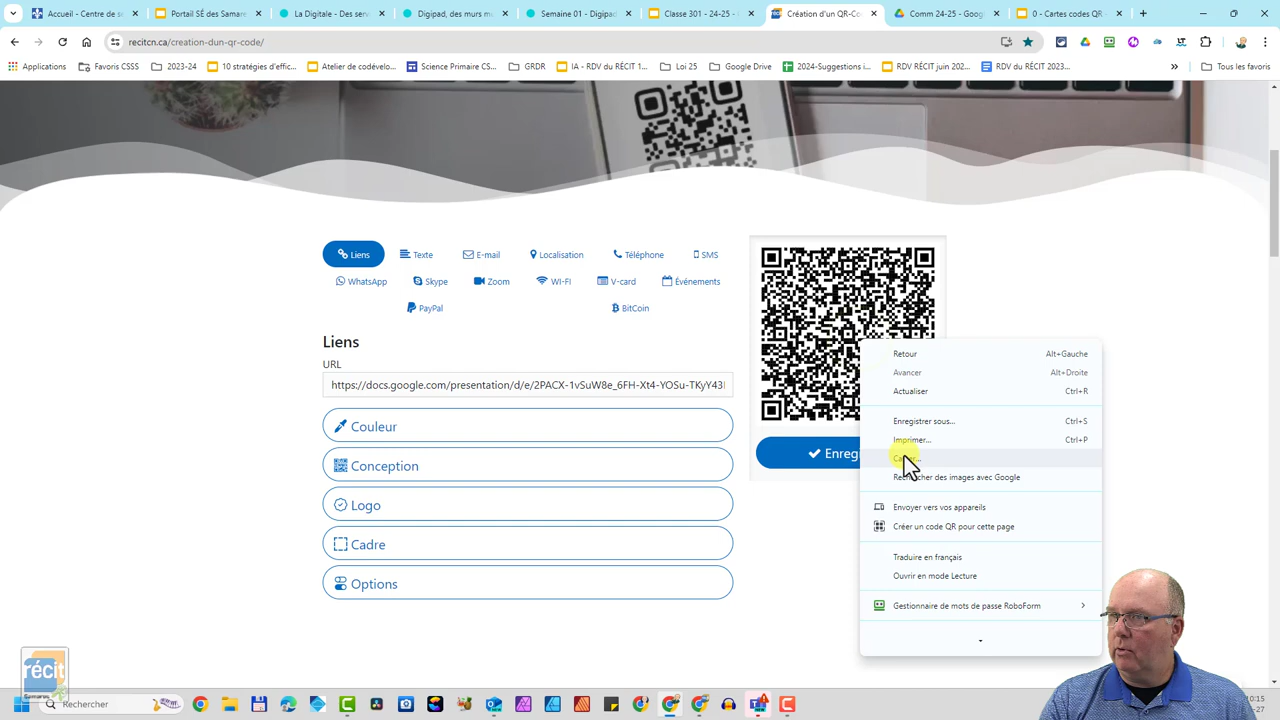 Accueil - Centre de s
Portail SÉ des Samare
La Digitale - Des serv
Digipad, des murs m
Semaine 01 - Digipad
Classe 301 - 24-25
Création d'un QR-Co
Comm 24-25 - Googl
0 - Cartes codes QR
recitcn.ca/creation-dun-qr-code/
Applications
Favoris CSSS
2023-24
10 stratégies d'effic...
Atelier de codévelo...
Science Primaire CS...
GRDR
IA - RDV du RÉCIT 1...
Loi 25
Google Drive
2024-Suggestions i...
RDV RÉCIT juin 202...
RDV du RÉCIT 2023...
Tous les favoris
Liens
Texte
E-mail
Localisation
Téléphone
SMS
WhatsApp
Skype
Zoom
WI-FI
V-card
Événements
PayPal
BitCoin
Liens
URL
https://docs.google.com/presentation/d/e/2PACX-1vSuW8e_6FH-Xt4-YOSu-TKyY43
Couleur
Conception
Logo
Cadre
Options
Enregi
Retour Alt+Gauche
Avancer Alt+Droite
Actualiser Ctrl+R
Enregistrer sous... Ctrl+S
Imprimer... Ctrl+P
des images avec Google
Envoyer vers vos appareils
Créer un code QR pour cette page
Traduire en français
Ouvrir en mode Lecture
Gestionnaire de mots de passe RoboForm
récit
Samares
Rechercher
10:15